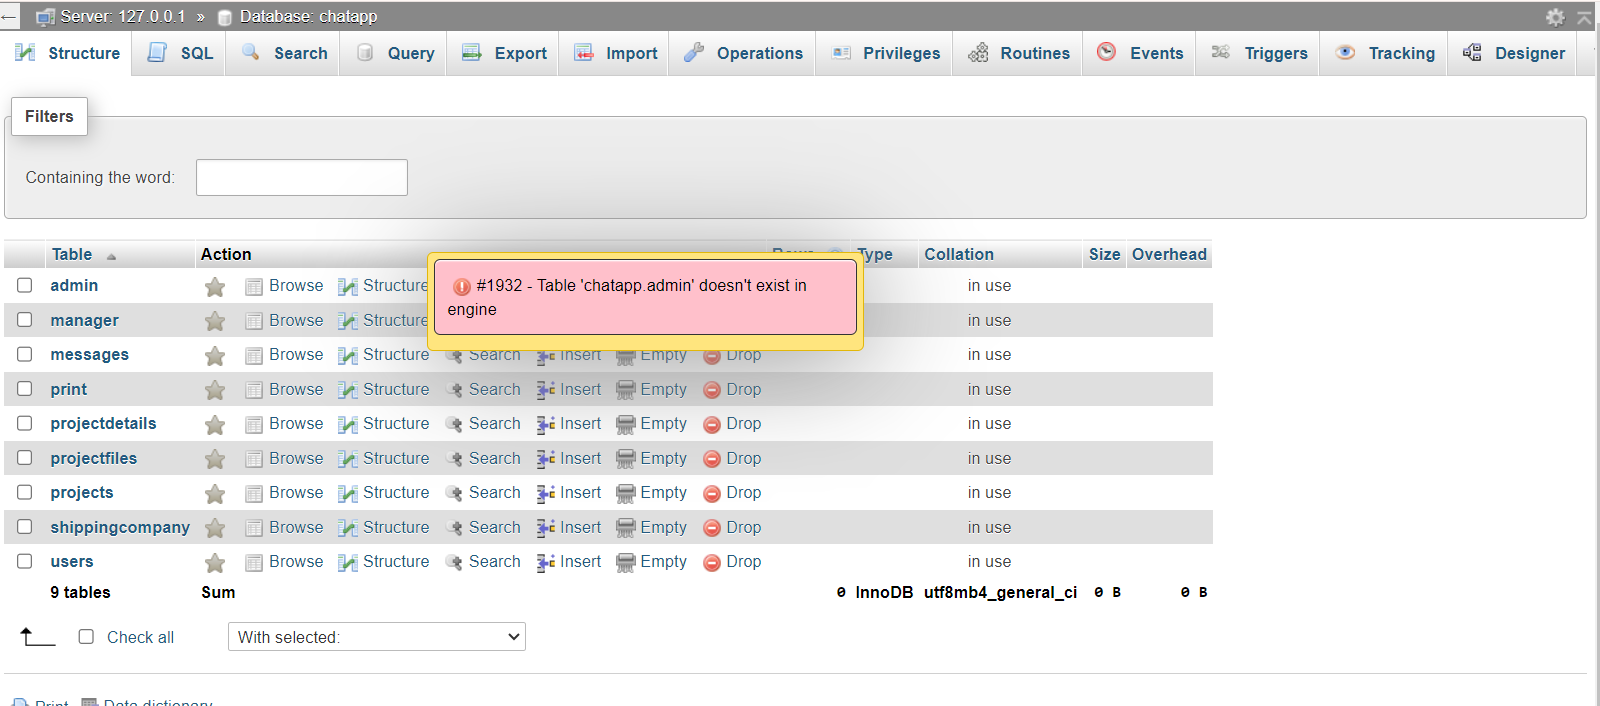 Server: 127.0.0.1 » Database: chatapp
Structure SQL Search Query Export Import Operations Privileges Routines Events Triggers Tracking Designer
Filters
Containing the word:
Table Action Rows Type Collation Size Overhead
#1932 - Table 'chatapp.admin' doesn't exist in
engine
admin Browse Structure in use
manager Browse Structure in use
messages Browse Structure Search Insert Empty Drop in use
print Browse Structure Search Insert Empty Drop in use
projectdetails Browse Structure Search Insert Empty Drop in use
projectfiles Browse Structure Search Insert Empty Drop in use
projects Browse Structure Search Insert Empty Drop in use
shippingcompany Browse Structure Search Insert Empty Drop in use
users Browse Structure Search Insert Empty Drop in use
9 tables Sum 0 InnoDB utf8mb4_general_ci 0 B 0 B
Check all With selected:
Print Data dictionary